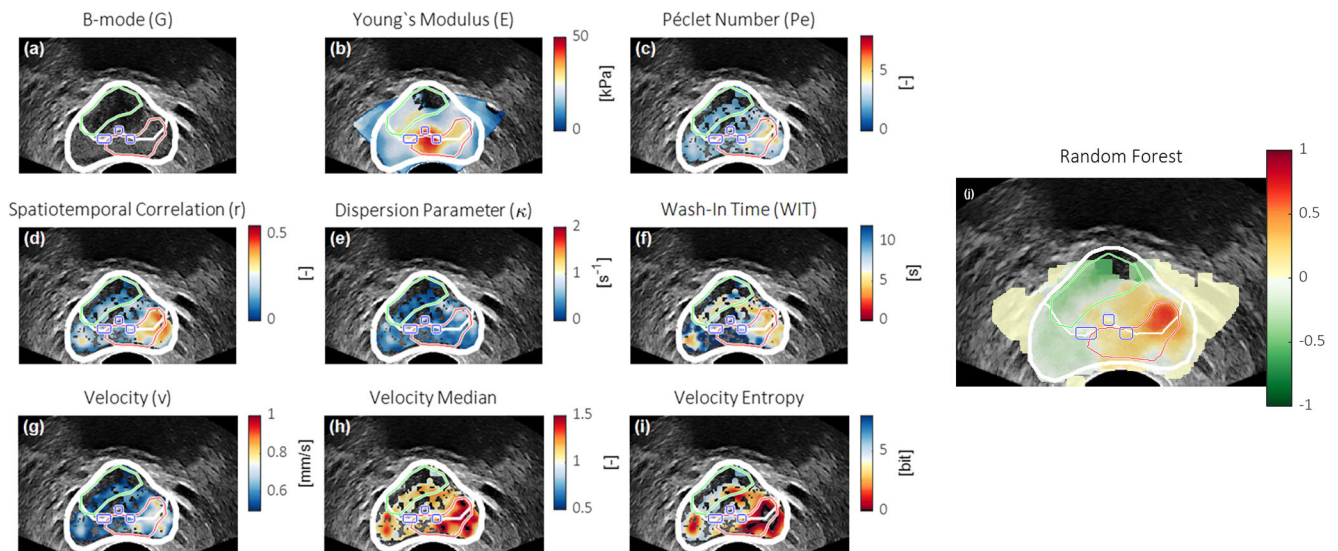 B-mode (G)
Young`s Modulus (E)
Péclet Number (Pe)
(a)
(b)
50
25
0
[kPa]
(c)
5
0
[-]
Spatiotemporal Correlation (r)
Dispersion Parameter (κ)
Wash-In Time (WIT)
(d)
0.5
0
[-]
(e)
2
1
0
[s⁻¹]
(f)
10
5
0
[s]
Velocity (v)
Velocity Median
Velocity Entropy
(g)
1
0.8
0.6
[mm/s]
(h)
1.5
1
0.5
[-]
(i)
5
0
[bit]
Random Forest
(j)
1
0.5
0
-0.5
-1